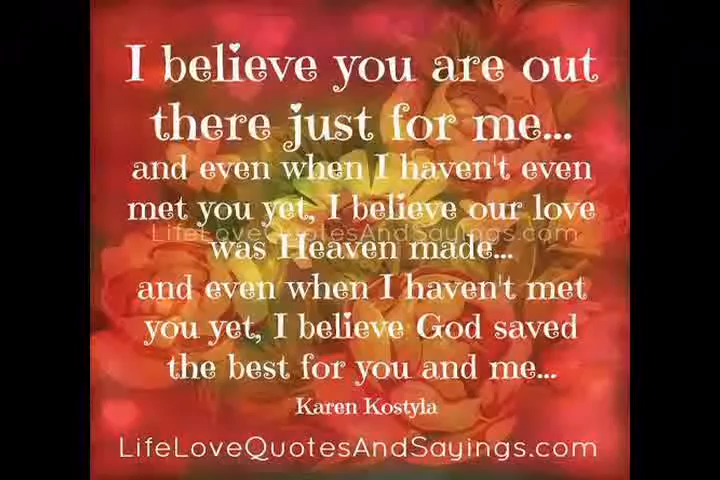 I believe you are out
there just for me...
and even when I haven't even
met you yet, I believe our love
LifeLoveQuotesAndSayings.com
was Heaven made...
and even when I haven't met
you yet, I believe God saved
the best for you and me...
Karen Kostyla
LifeLoveQuotesAndSayings.com